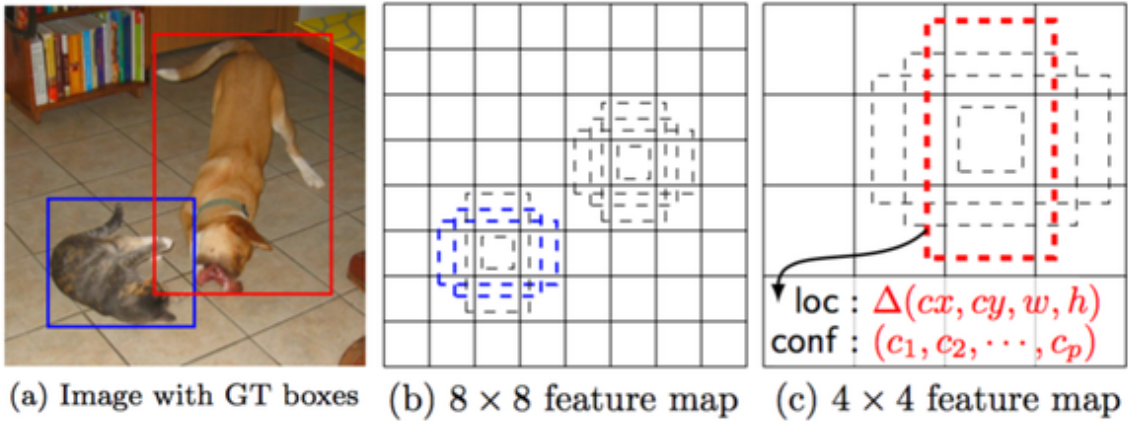 loc : Δ(cx, cy, w, h)
conf : (c₁, c₂, ⋯, cₚ)
(a) Image with GT boxes
(b) 8 × 8 feature map
(c) 4 × 4 feature map